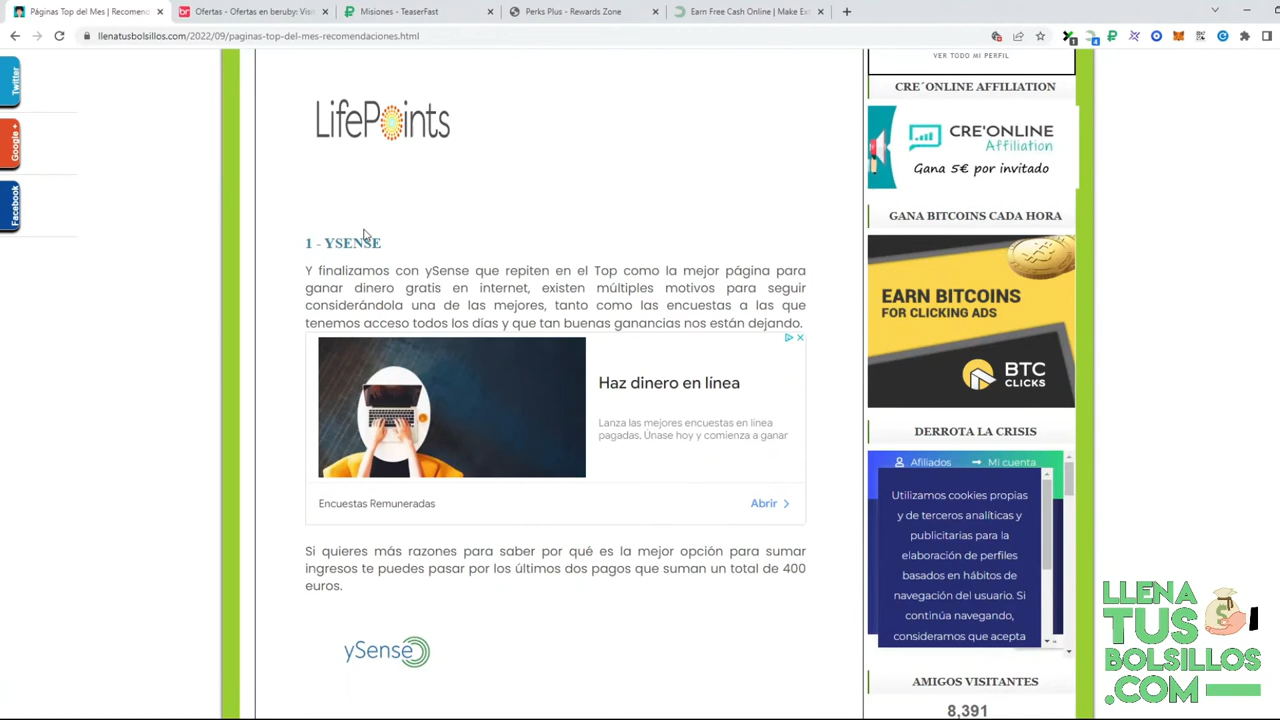 Páginas Top del Mes | Recomend
Ofertas - Ofertas en beruby: Visi
Misiones - TeaserFast
Perks Plus - Rewards Zone
Earn Free Cash Online | Make Ex
llenatusbolsillos.com/2022/09/paginas-top-del-mes-recomendaciones.html
Twitter
Google +
Facebook
LifePoints
1 - YSENSE
Y finalizamos con ySense que repiten en el Top como la mejor página para
ganar dinero gratis en internet, existen múltiples motivos para seguir
considerándola una de las mejores, tanto como las encuestas a las que
tenemos acceso todos los días y que tan buenas ganancias nos están dejando.
Haz dinero en línea
Lanza las mejores encuestas en línea
pagadas, Únase hoy y comienza a ganar
Encuestas Remuneradas
Abrir
Si quieres más razones para saber por qué es la mejor opción para sumar
ingresos te puedes pasar por los últimos dos pagos que suman un total de 400
euros.
ySense
VER TODO MI PERFIL
CRE´ONLINE AFFILIATION
CRE'ONLINE
Affiliation
Gana 5€ por invitado
GANA BITCOINS CADA HORA
EARN BITCOINS
FOR CLICKING ADS
BTC
CLICKS
DERROTA LA CRISIS
Afiliados
Mi cuenta
Utilizamos cookies propias
y de terceros analíticas y
publicitarias para la
elaboración de perfiles
basados en hábitos de
navegación del usuario. Si
continúa navegando,
consideramos que acepta
AMIGOS VISITANTES
8,391
LLENA
TUS
BOLSILLOS
.COM